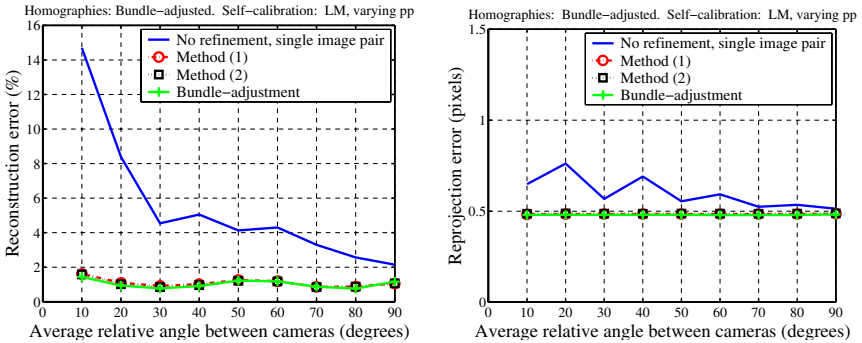 Homographies: Bundle−adjusted.  Self−calibration:  LM, varying pp
Reconstruction error (%)
16
14
12
10
8
6
4
2
0
No refinement, single image pair
Method (1)
Method (2)
Bundle−adjustment
0 10 20 30 40 50 60 70 80 90
Average relative angle between cameras (degrees)
Homographies:  Bundle−adjusted.  Self−calibration:  LM, varying pp
Reprojection error (pixels)
1.5
1
0.5
0
No refinement, single image pair
Method (1)
Method (2)
Bundle−adjustment
0 10 20 30 40 50 60 70 80 90
Average relative angle between cameras (degrees)